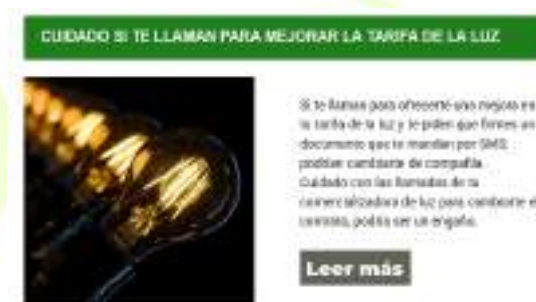 CUIDADO SI TE LLAMAN PARA MEJORAR LA TARIFA DE LA LUZ
Si te llaman para ofrecerte una mejora en
tu tarifa de la luz y te piden que firmes un
documento que te mandan por SMS
podrían cambiarte de compañía.
Cuidado con las llamadas de tu
comercializadora de luz para cambiarte el
contrato, podría ser un engaño.
Leer más